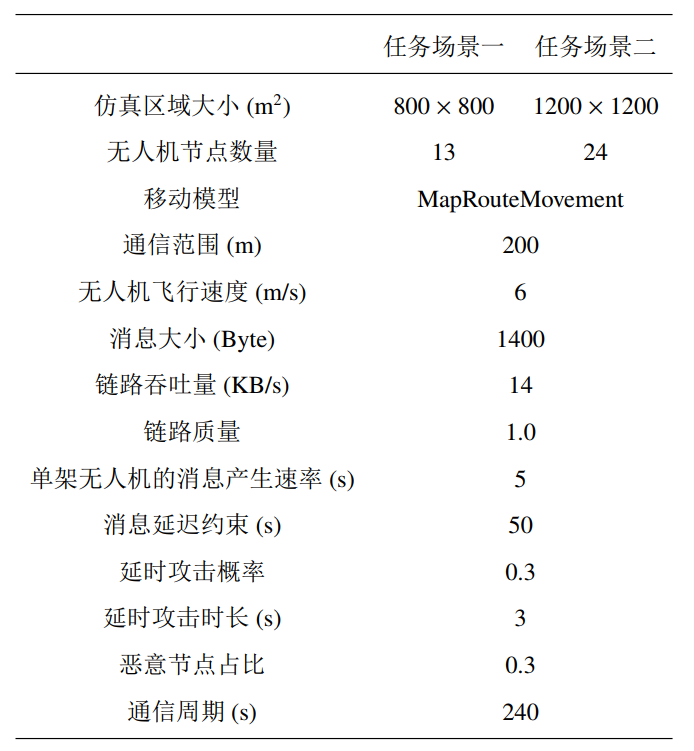 任务场景一 任务场景二
仿真区域大小 (m²) 800 × 800 1200 × 1200
无人机节点数量 13 24
移动模型 MapRouteMovement
通信范围 (m) 200
无人机飞行速度 (m/s) 6
消息大小 (Byte) 1400
链路吞吐量 (KB/s) 14
链路质量 1.0
单架无人机的消息产生速率 (s) 5
消息延迟约束 (s) 50
延时攻击概率 0.3
延时攻击时长 (s) 3
恶意节点占比 0.3
通信周期 (s) 240